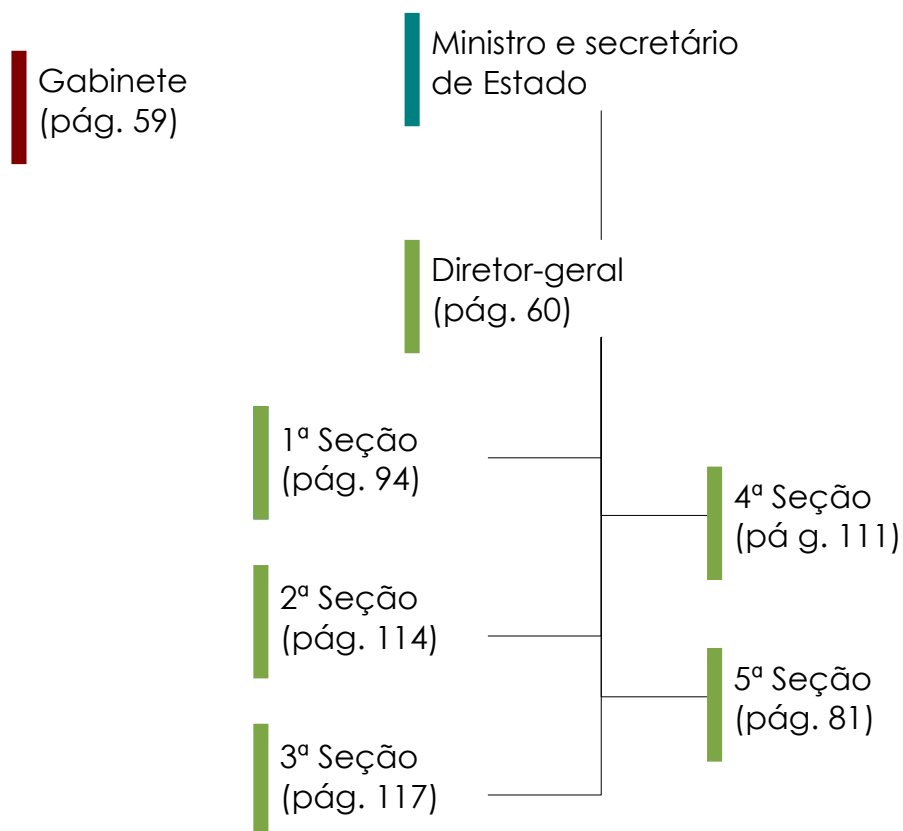 Ministro e secretário
de Estado
Gabinete
(pág. 59)
Diretor-geral
(pág. 60)
1ª Seção
(pág. 94)
4ª Seção
(pá g. 111)
2ª Seção
(pág. 114)
5ª Seção
(pág. 81)
3ª Seção
(pág. 117)